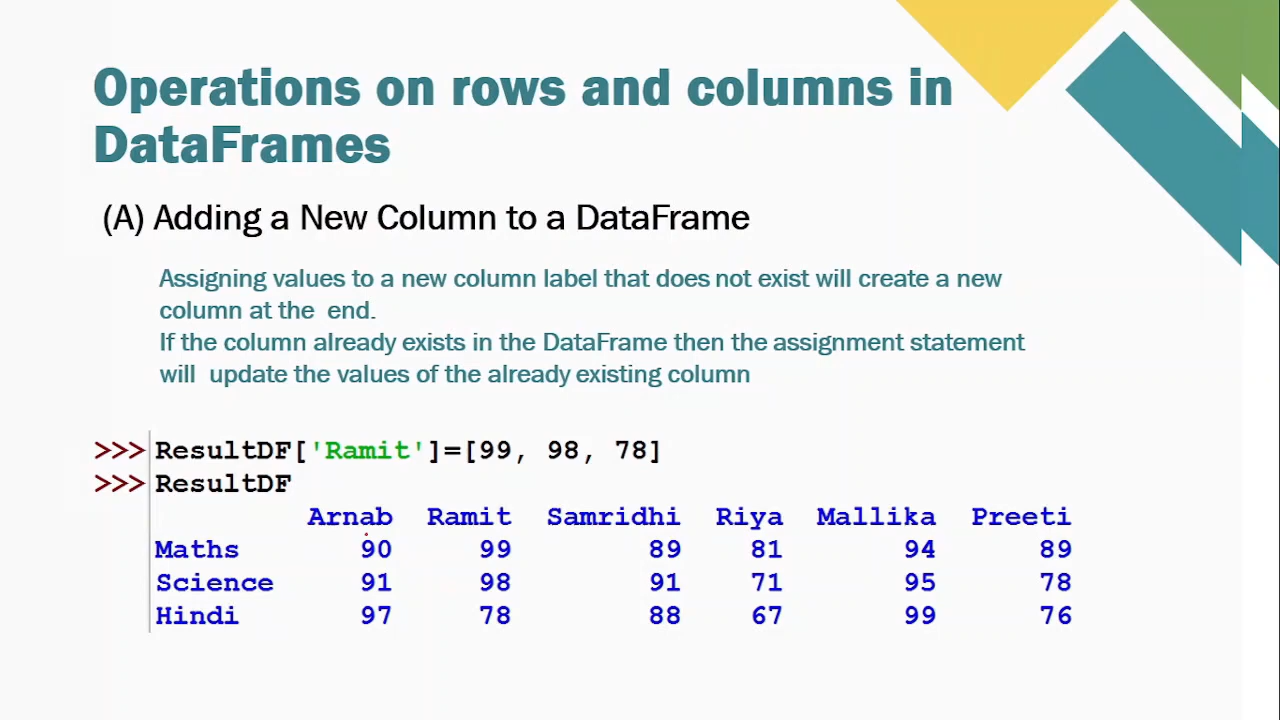 Operations on rows and columns in
DataFrames
(A) Adding a New Column to a DataFrame
Assigning values to a new column label that does not exist will create a new
column at the end.
If the column already exists in the DataFrame then the assignment statement
will update the values of the already existing column
>>> ResultDF['Ramit']=[99, 98, 78]
>>> ResultDF
Arnab Ramit Samridhi Riya Mallika Preeti
Maths 90 99 89 81 94 89
Science 91 98 91 71 95 78
Hindi 97 78 88 67 99 76